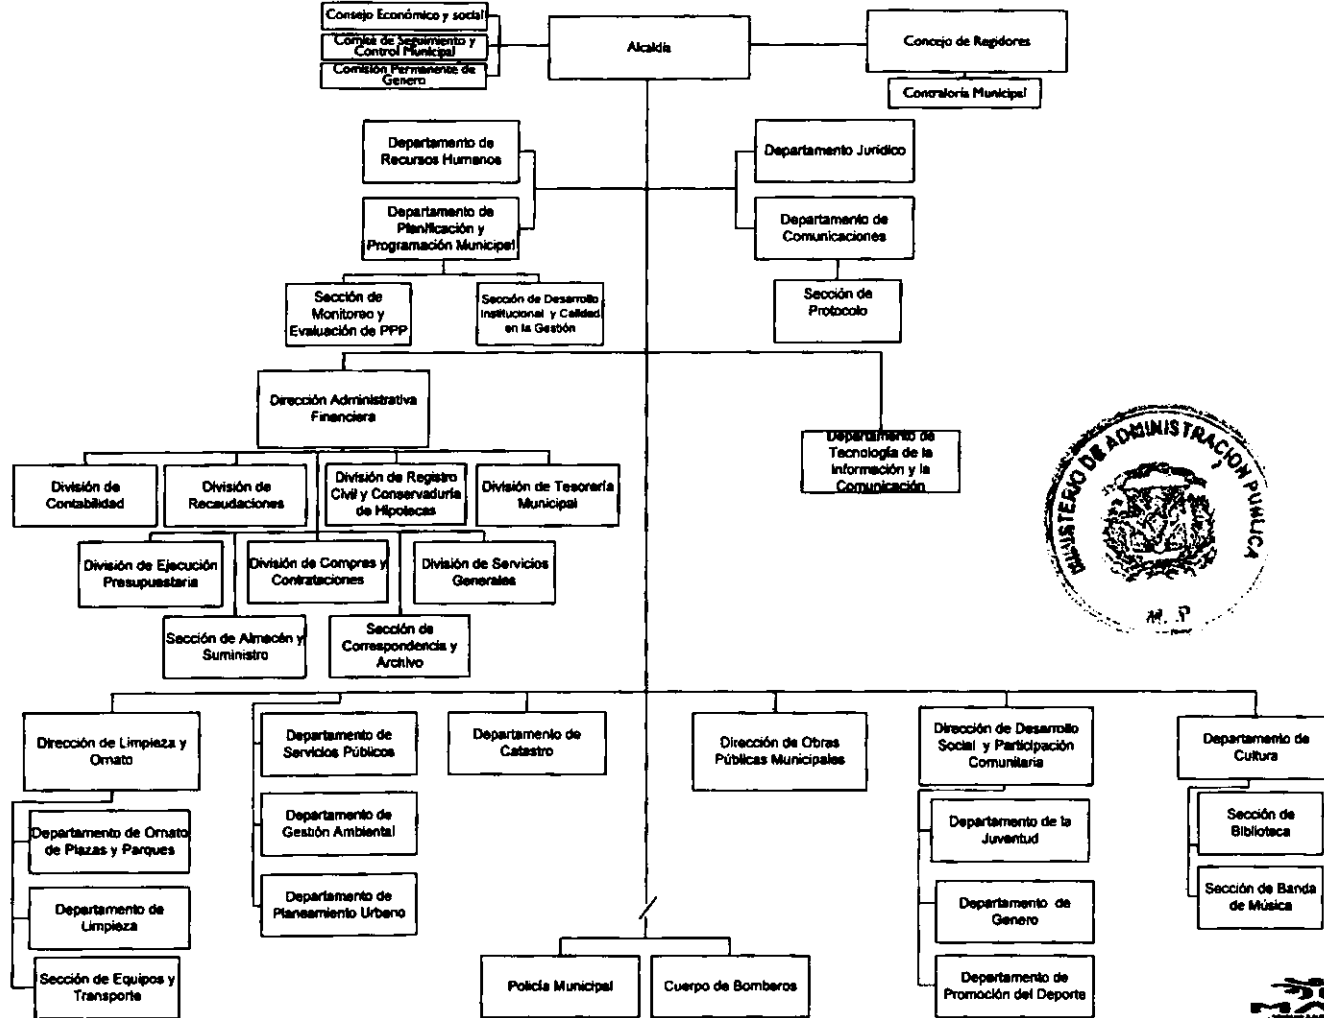 Consejo Económico y social
Comité de Seguimiento y
Control Municipal
Comisión Permanente de
Genero
Alcaldía
Concejo de Regidores
Contraloría Municipal
Departamento de
Recursos Humanos
Departamento Jurídico
Departamento de
Planificación y
Programación Municipal
Departamento de
Comunicaciones
Sección de
Monitoreo y
Evaluación de PPP
Sección de Desarrollo
Institucional y Calidad
en la Gestión
Sección de
Protocolo
Dirección Administrativa
Financiera
Departamento de
Tecnología de la
Información y la
Comunicación
División de
Contabilidad
División de
Recaudaciones
División de Registro
Civil y Conservaduría
de Hipotecas
División de Tesorería
Municipal
División de Ejecución
Presupuestaria
División de Compras y
Contrataciones
División de Servicios
Generales
Sección de Almacén y
Suministro
Sección de
Correspondencia y
Archivo
MINISTERIO DE ADMINISTRACION PUBLICA
M. P
Dirección de Limpieza y
Ornato
Departamento de
Servicios Públicos
Departamento de
Catastro
Dirección de Obras
Públicas Municipales
Dirección de Desarrollo
Social y Participación
Comunitaria
Departamento de
Cultura
Departamento de Ornato
de Plazas y Parques
Departamento de
Gestión Ambiental
Departamento de la
Juventud
Sección de
Biblioteca
Departamento de
Limpieza
Departamento de
Planeamiento Urbano
Departamento de
Genero
Sección de Banda
de Música
Sección de Equipos y
Transporte
Policía Municipal
Cuerpo de Bomberos
Departamento de
Promoción del Deporte